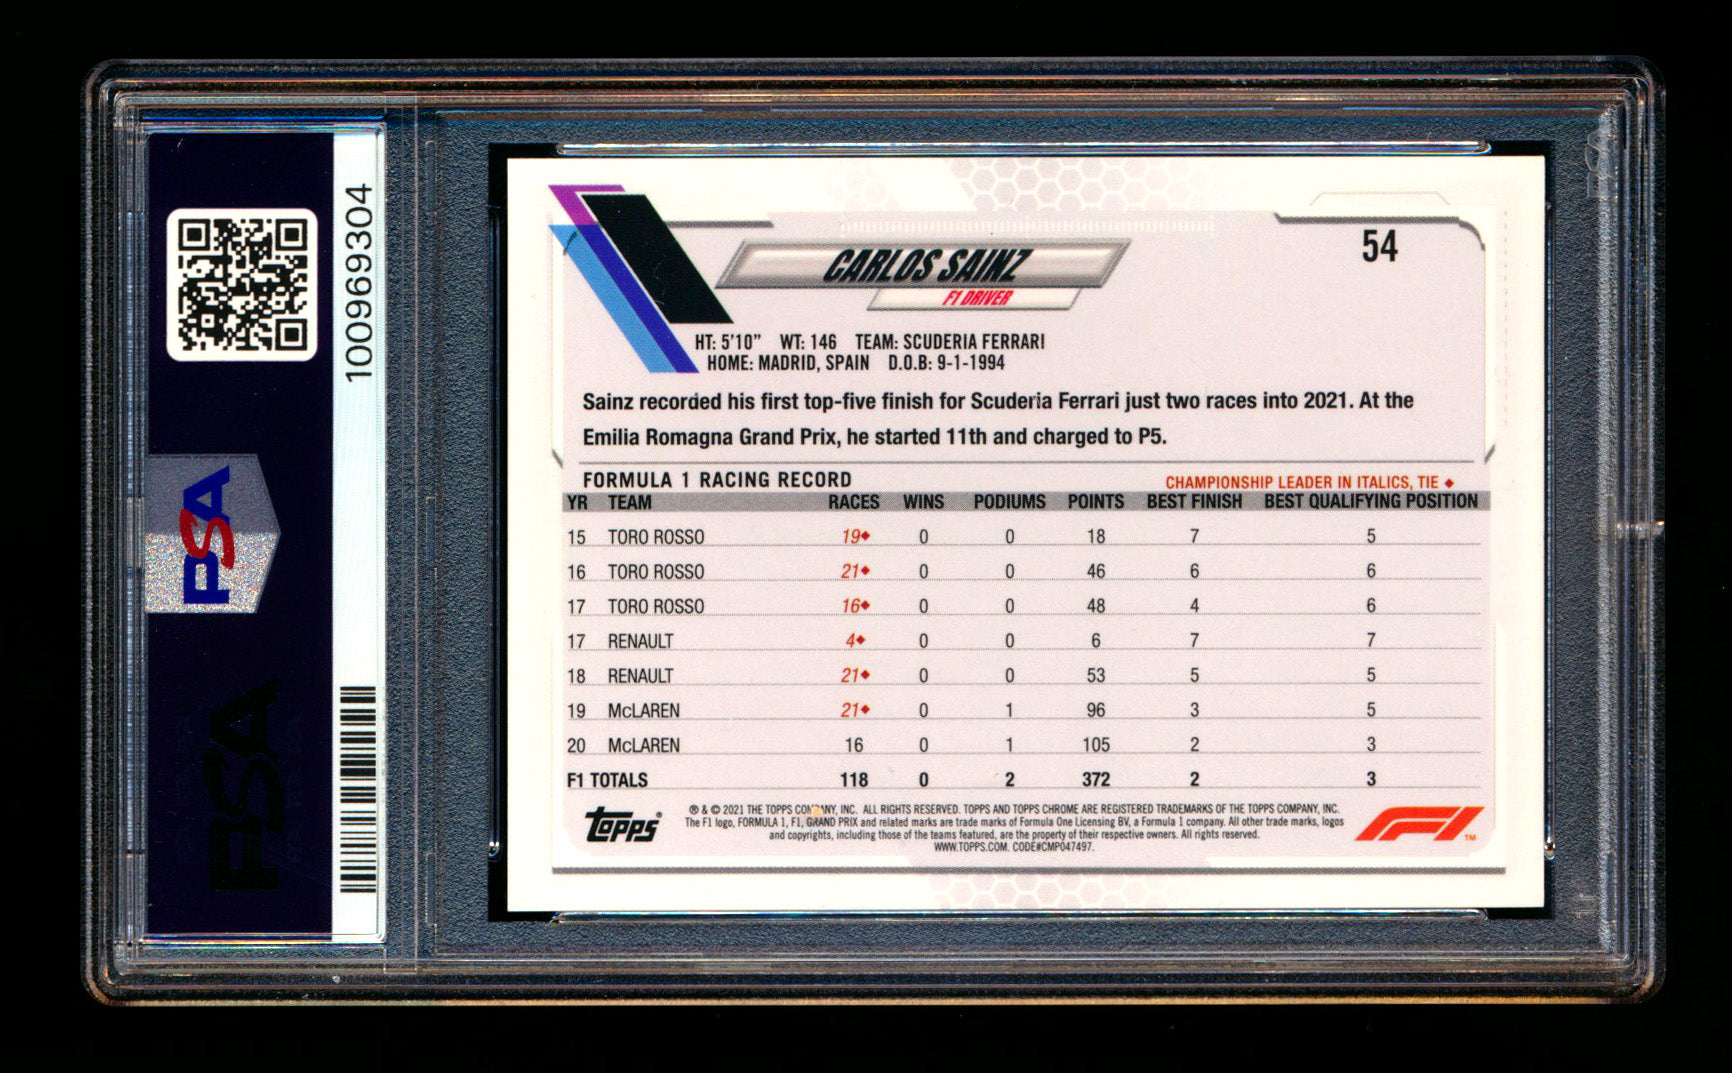 100969304
PSA
PSA
54
CARLOS SAINZ
F1 DRIVER
HT: 5'10" WT: 146 TEAM: SCUDERIA FERRARI
HOME: MADRID, SPAIN D.O.B: 9-1-1994
Sainz recorded his first top-five finish for Scuderia Ferrari just two races into 2021. At the
Emilia Romagna Grand Prix, he started 11th and charged to P5.
FORMULA 1 RACING RECORD CHAMPIONSHIP LEADER IN ITALICS, TIE ◆
YR TEAM RACES WINS PODIUMS POINTS BEST FINISH BEST QUALIFYING POSITION
15 TORO ROSSO 19◆ 0 0 18 7 5
16 TORO ROSSO 21◆ 0 0 46 6 6
17 TORO ROSSO 16◆ 0 0 48 4 6
17 RENAULT 4◆ 0 0 6 7 7
18 RENAULT 21◆ 0 0 53 5 5
19 McLAREN 21◆ 0 1 96 3 5
20 McLAREN 16 0 1 105 2 3
F1 TOTALS 118 0 2 372 2 3
Topps®
® & © 2021 THE TOPPS COMPANY, INC. ALL RIGHTS RESERVED. TOPPS AND TOPPS CHROME ARE REGISTERED TRADEMARKS OF THE TOPPS COMPANY, INC.
The F1 logo, FORMULA 1, F1, GRAND PRIX and related marks are trade marks of Formula One Licensing BV, a Formula 1 company. All other trade marks, logos
and copyrights, including those of the teams featured, are the property of their respective owners. All rights reserved.
WWW.TOPPS.COM. CODE#CMP047497.
F1 TM